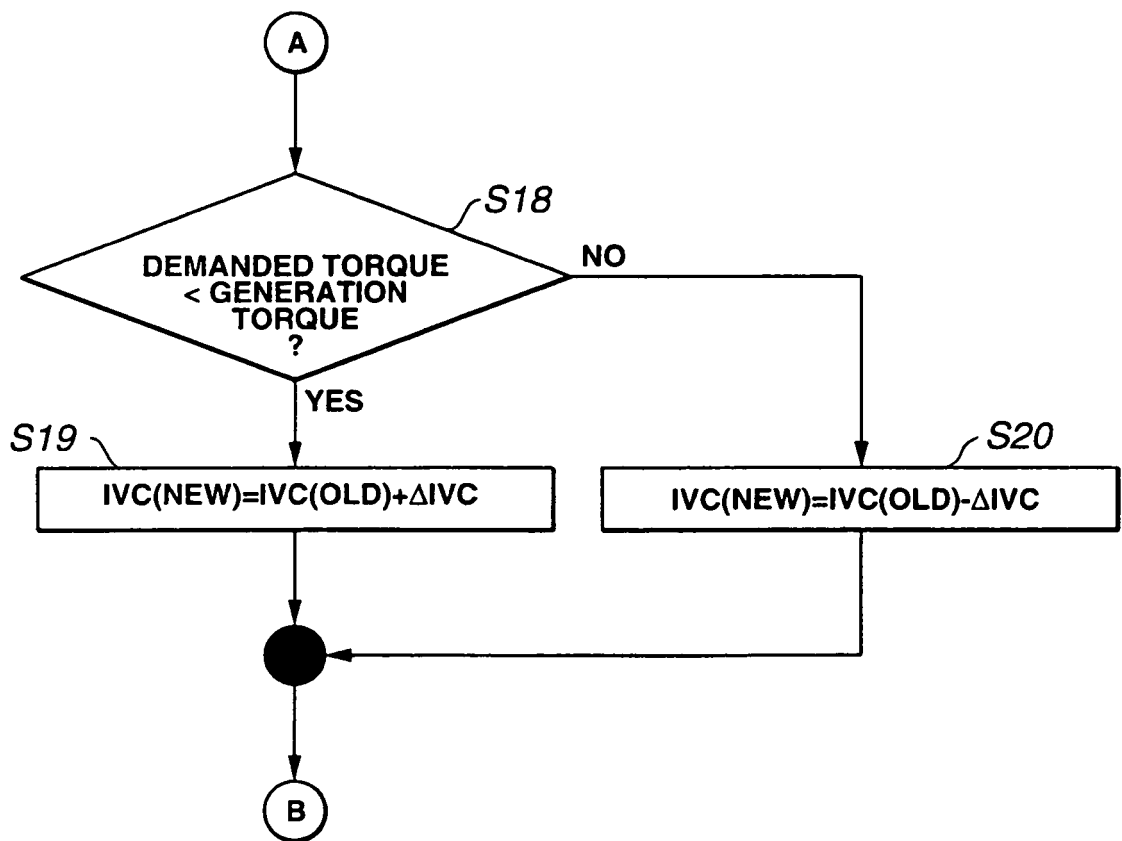 A
S18
DEMANDED TORQUE
< GENERATION
TORQUE
?
NO
YES
S19
IVC(NEW)=IVC(OLD)+ΔIVC
S20
IVC(NEW)=IVC(OLD)-ΔIVC
B